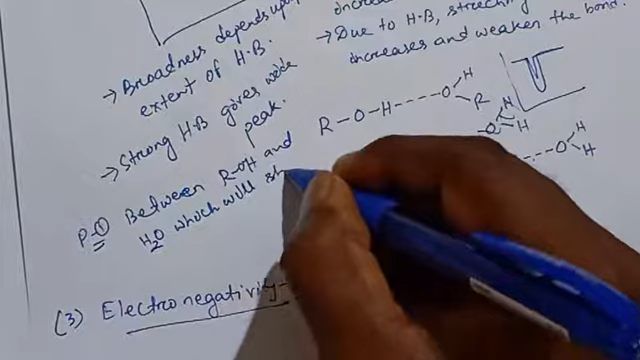 → Broadness depends upon
extent of H.B.
→ Strong H.B gives wide
peak.
P-① Between R-OH and
H₂O which will sh
(3) Electronegativity-
→ Due to H-B, stretching
increases and weaken the bond.
R-O-H----O
H
R
O
H
H
---O
H
H